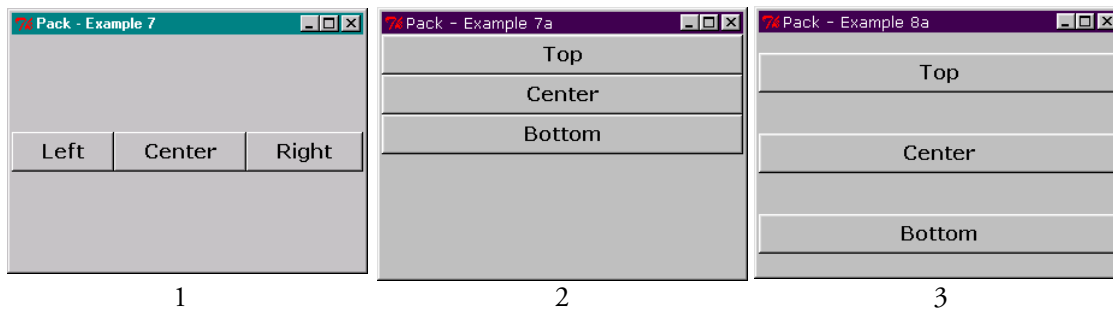 Pack - Example 7
Left Center Right
1
Pack - Example 7a
Top
Center
Bottom
2
Pack - Example 8a
Top
Center
Bottom
3